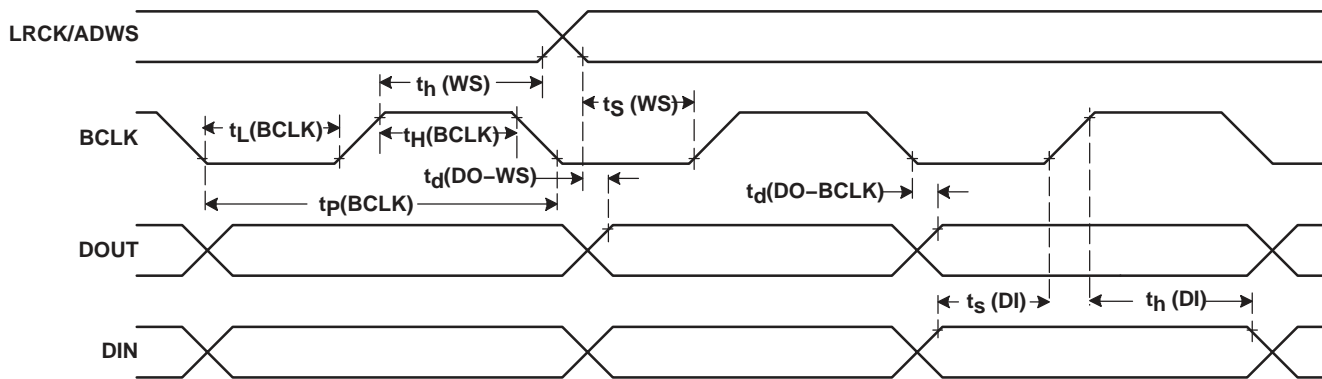 LRCK/ADWS
th (WS)
tS (WS)
BCLK
tL(BCLK)
tH(BCLK)
td(DO−WS)
td(DO−BCLK)
tP(BCLK)
DOUT
ts (DI)
th (DI)
DIN